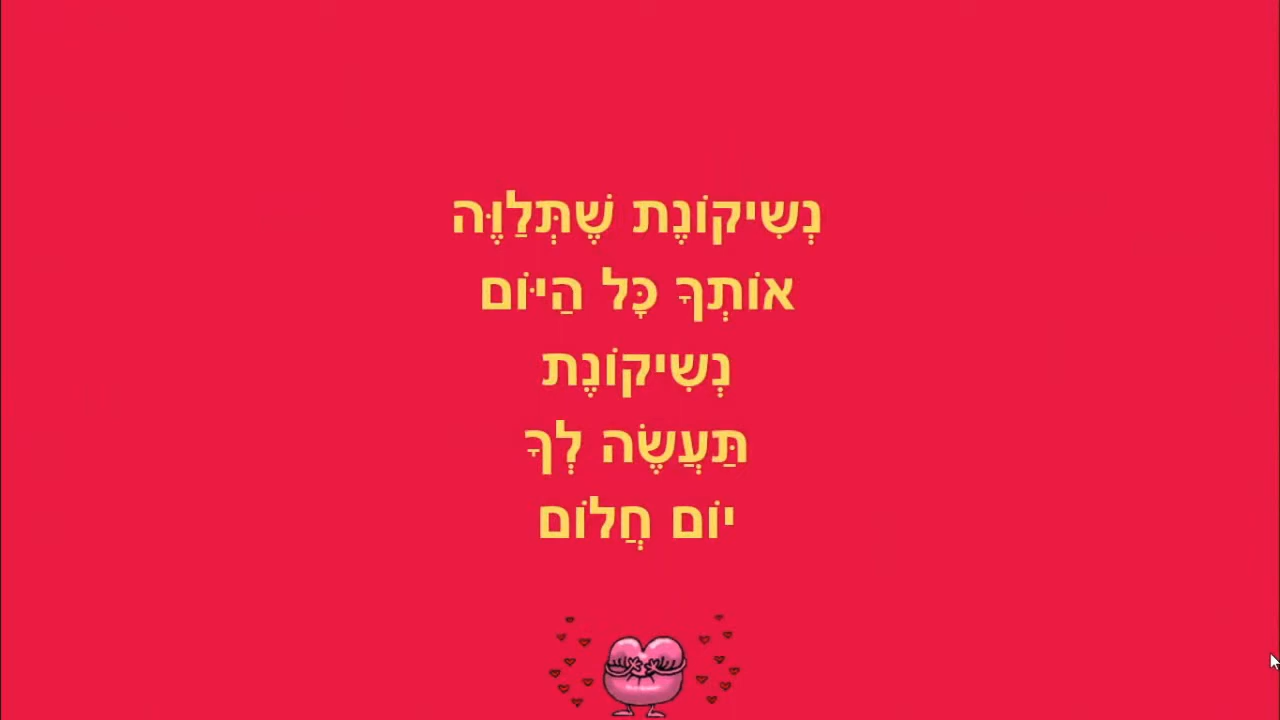 נְשִׁיקוֹנֶת שֶׁתְּלַוֶּה
אוֹתְךָ כָּל הַיּוֹם
נְשִׁיקוֹנֶת
תַּעֲשֶׂה לְךָ
יוֹם חֲלוֹם